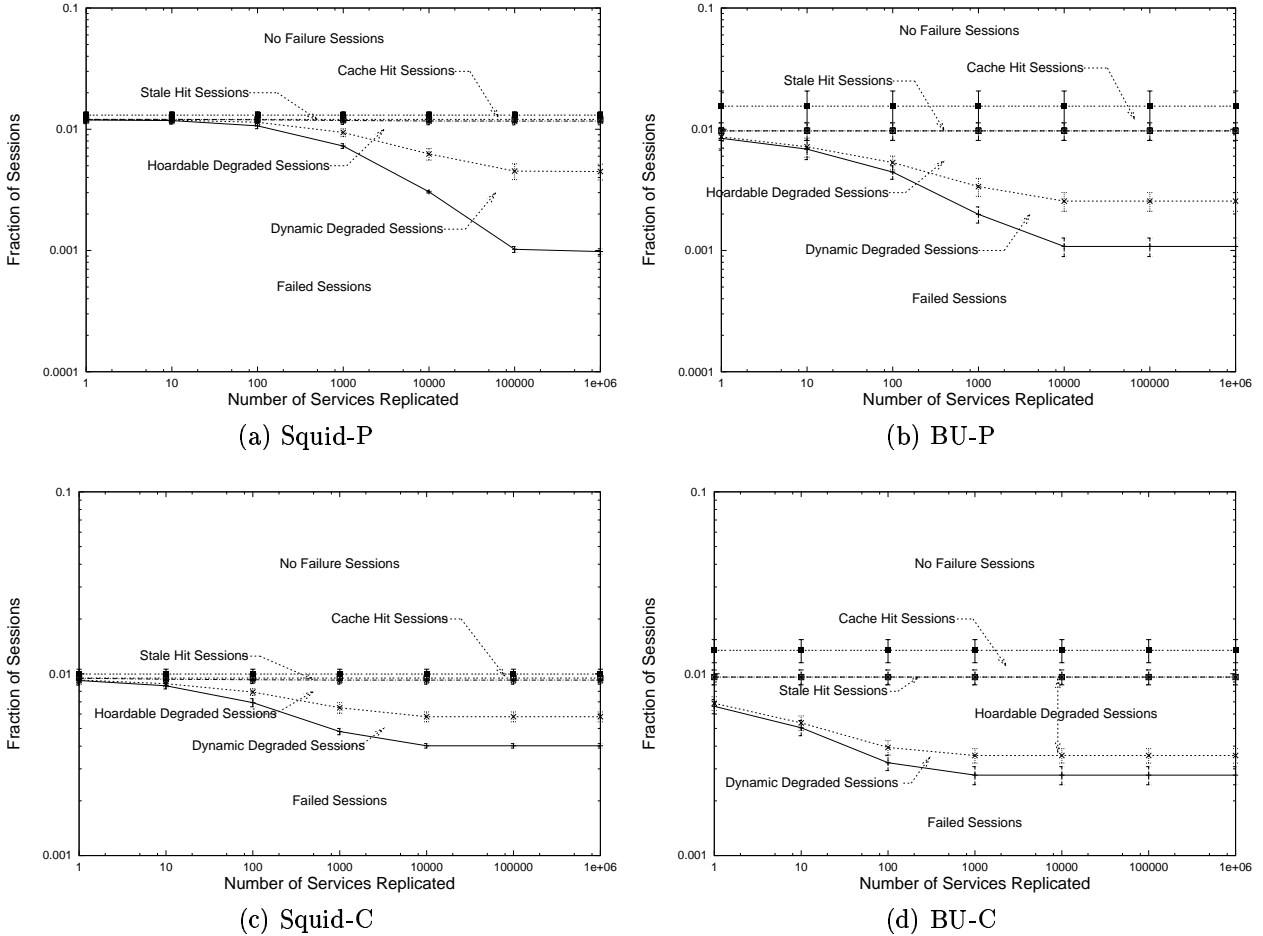 0.1
0.01
0.001
0.0001
Fraction of Sessions
No Failure Sessions
Cache Hit Sessions
Stale Hit Sessions
Hoardable Degraded Sessions
Dynamic Degraded Sessions
Failed Sessions
1 10 100 1000 10000 100000 1e+06
Number of Services Replicated
(a) Squid-P
0.1
0.01
0.001
0.0001
Fraction of Sessions
No Failure Sessions
Cache Hit Sessions
Stale Hit Sessions
Hoardable Degraded Sessions
Dynamic Degraded Sessions
Failed Sessions
1 10 100 1000 10000 100000 1e+06
Number of Services Replicated
(b) BU-P
0.1
0.01
0.001
Fraction of Sessions
No Failure Sessions
Cache Hit Sessions
Stale Hit Sessions
Hoardable Degraded Sessions
Dynamic Degraded Sessions
Failed Sessions
1 10 100 1000 10000 100000 1e+06
Number of Services Replicated
(c) Squid-C
0.1
0.01
0.001
Fraction of Sessions
No Failure Sessions
Cache Hit Sessions
Stale Hit Sessions
Hoardable Degraded Sessions
Dynamic Degraded Sessions
Failed Sessions
1 10 100 1000 10000 100000 1e+06
Number of Services Replicated
(d) BU-C